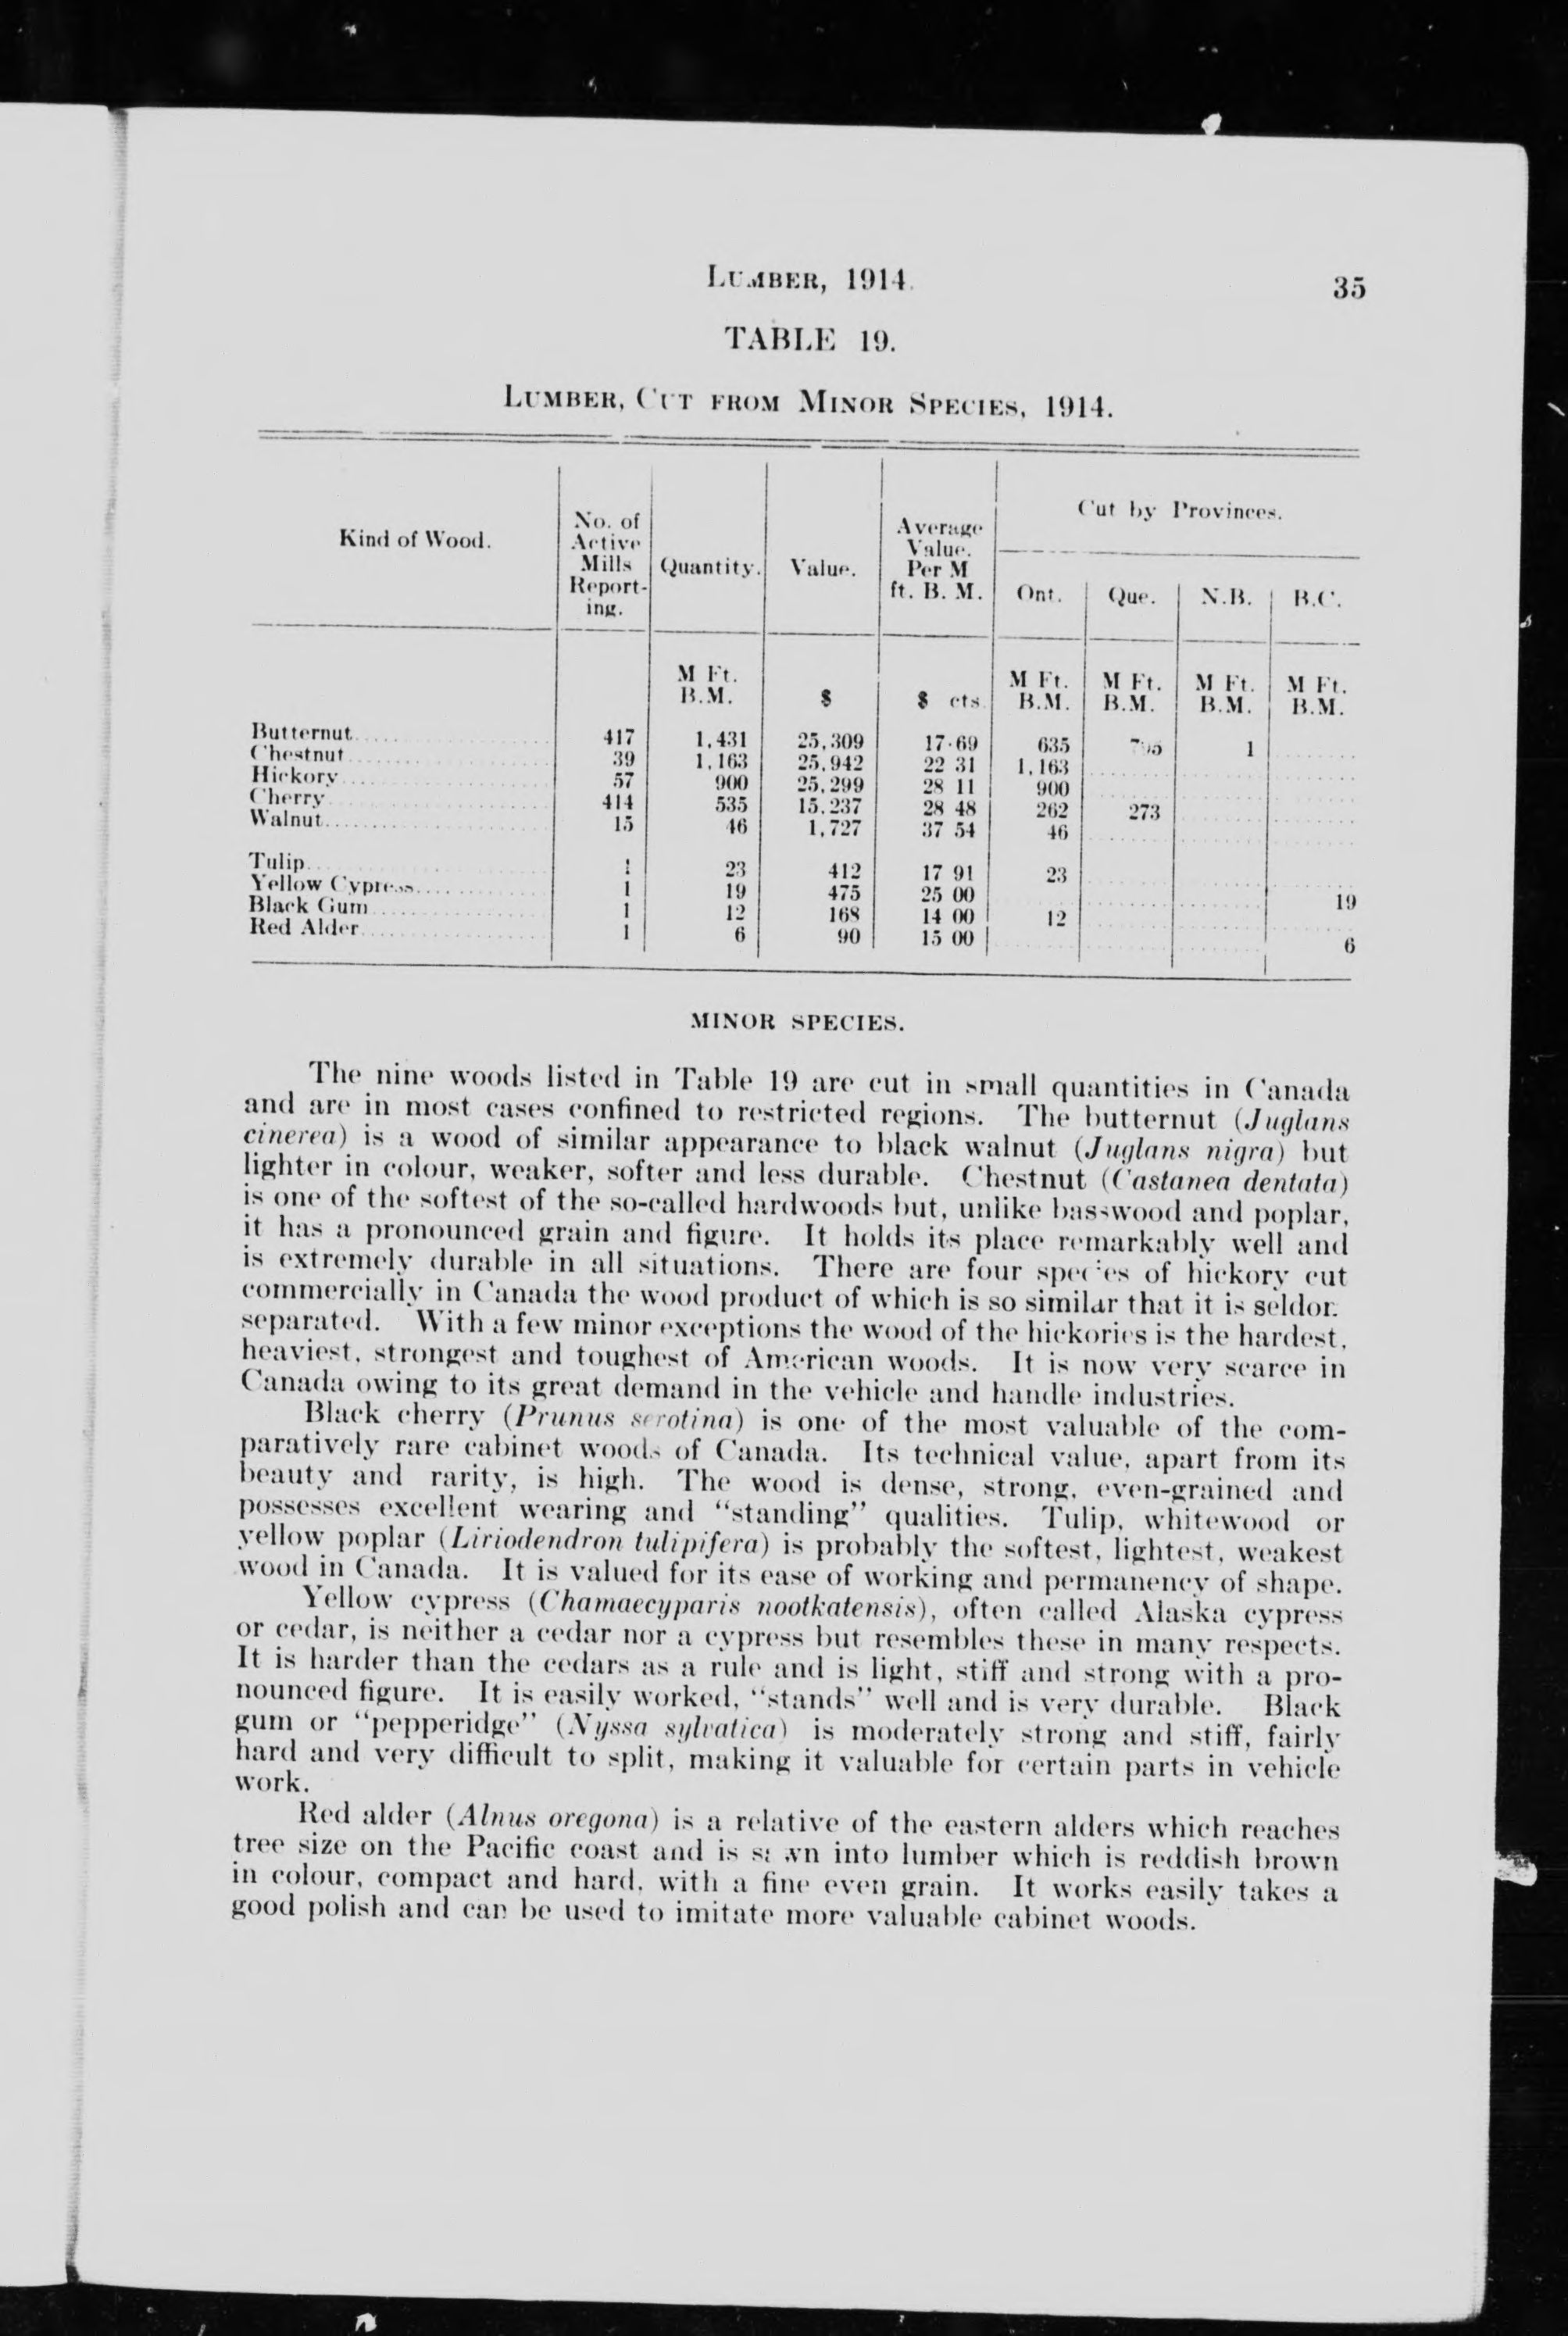 LUMBER, 1914. 35
TABLE 19.
LUMBER, CUT FROM MINOR SPECIES, 1914.
Kind of Wood. No. of Active Mills Report-ing. Quantity. Value. Average Value. Per M ft. B. M. Cut by Provinces.
Ont. Que. N.B. B.C.
M Ft. B.M. $ $ cts. M Ft. B.M. M Ft. B.M. M Ft. B.M. M Ft. B.M.
Butternut 417 1,431 25,309 17·69 635 795 1
Chestnut 39 1,163 25,942 22 31 1,163
Hickory 57 900 25,299 28 11 900
Cherry 414 535 15,237 28 48 262 273
Walnut 15 46 1,727 37 54 46
Tulip 1 23 412 17 91 23
Yellow Cypress 1 19 475 25 00 19
Black Gum 1 12 168 14 00 12
Red Alder 1 6 90 15 00 6
MINOR SPECIES.
The nine woods listed in Table 19 are cut in small quantities in Canada
and are in most cases confined to restricted regions. The butternut (Juglans
cinerea) is a wood of similar appearance to black walnut (Juglans nigra) but
lighter in colour, weaker, softer and less durable. Chestnut (Castanea dentata)
is one of the softest of the so-called hardwoods but, unlike basswood and poplar,
it has a pronounced grain and figure. It holds its place remarkably well and
is extremely durable in all situations. There are four species of hickory cut
commercially in Canada the wood product of which is so similar that it is seldom
separated. With a few minor exceptions the wood of the hickories is the hardest,
heaviest, strongest and toughest of American woods. It is now very scarce in
Canada owing to its great demand in the vehicle and handle industries.
Black cherry (Prunus serotina) is one of the most valuable of the com-
paratively rare cabinet woods of Canada. Its technical value, apart from its
beauty and rarity, is high. The wood is dense, strong, even-grained and
possesses excellent wearing and "standing" qualities. Tulip, whitewood or
yellow poplar (Liriodendron tulipifera) is probably the softest, lightest, weakest
wood in Canada. It is valued for its ease of working and permanency of shape.
Yellow cypress (Chamaecyparis nootkatensis), often called Alaska cypress
or cedar, is neither a cedar nor a cypress but resembles these in many respects.
It is harder than the cedars as a rule and is light, stiff and strong with a pro-
nounced figure. It is easily worked, "stands" well and is very durable. Black
gum or "pepperidge" (Nyssa sylvatica) is moderately strong and stiff, fairly
hard and very difficult to split, making it valuable for certain parts in vehicle
work.
Red alder (Alnus oregona) is a relative of the eastern alders which reaches
tree size on the Pacific coast and is sawn into lumber which is reddish brown
in colour, compact and hard, with a fine even grain. It works easily takes a
good polish and can be used to imitate more valuable cabinet woods.